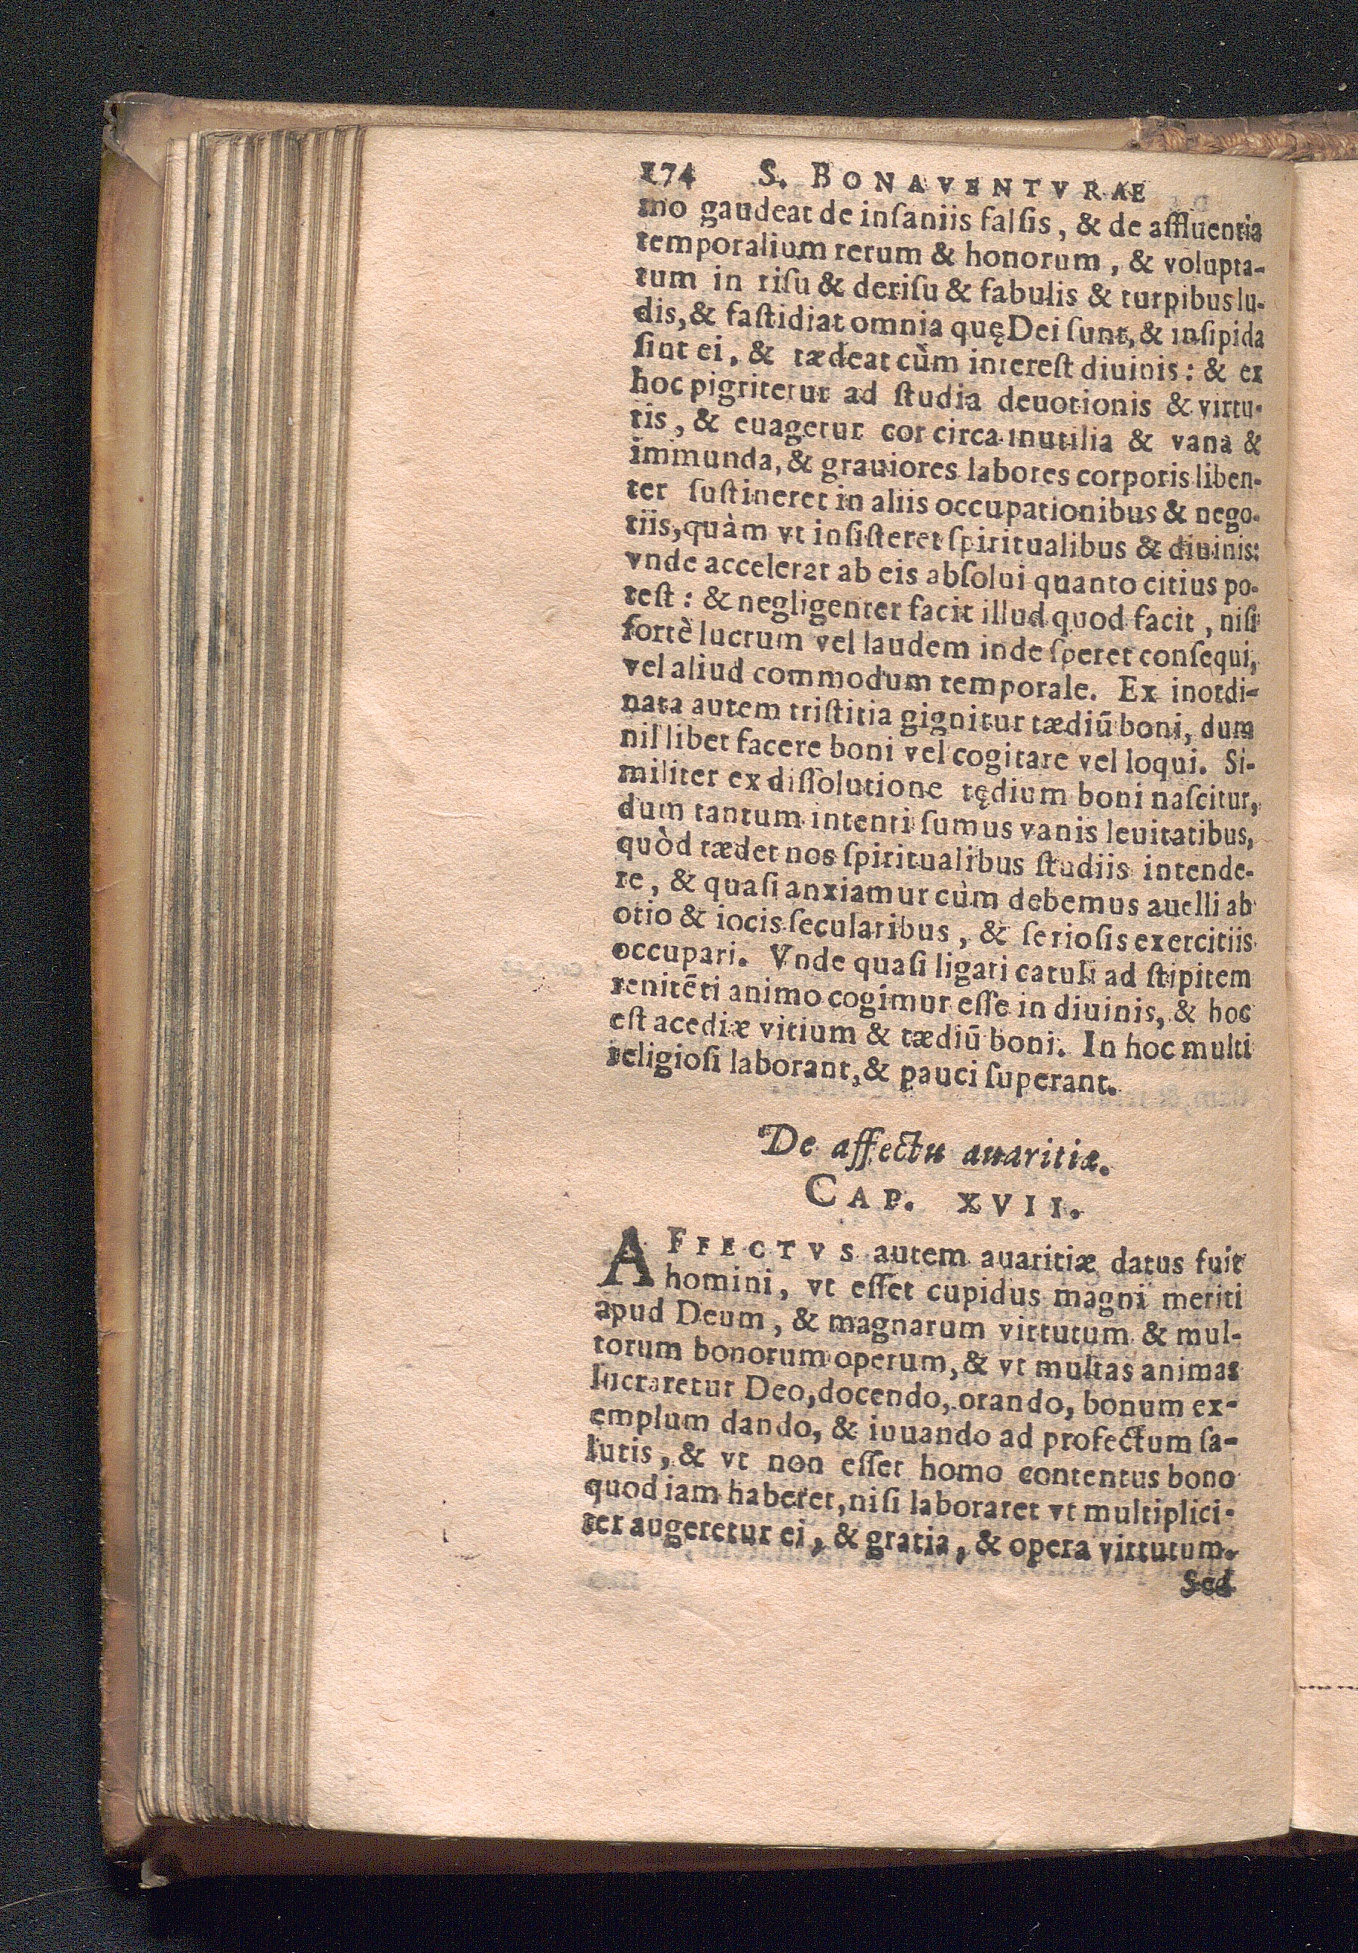 174 S. BONAVENTVRAE
mo gaudeat de inſaniis falſis, & de affluentia
temporalium rerum & honorum, & volupta-
tum in riſu & deriſu & fabulis & turpibus lu-
dis, & faſtidiat omnia quę Dei ſunt, & inſipida
ſint ei, & tædeat cùm intereſt diuinis: & ex
hoc pigritetur ad ſtudia deuotionis & virtu-
tis, & euagetur cor circa inutilia & vana &
immunda, & grauiores labores corporis liben-
ter ſuſtineret in aliis occupationibus & nego-
tiis, quàm vt inſiſteret ſpiritualibus & diuinis:
vnde accelerat ab eis abſolui quanto citius po-
teſt: & negligenter facit illud quod facit, niſi
fortè lucrum vel laudem inde ſperet conſequi,
vel aliud commodum temporale. Ex inordi-
nata autem triſtitia gignitur tædiũ boni, dum
nil libet facere boni vel cogitare vel loqui. Si-
militer ex diſſolutione tędium boni naſcitur,
dum tantum intenti ſumus vanis leuitatibus,
quòd tædet nos ſpiritualibus ſtudiis intende-
re, & quaſi anxiamur cùm debemus auelli ab
otio & iocis ſecularibus, & ſerioſis exercitiis
occupari. Vnde quaſi ligati catuli ad ſtipitem
renitẽti animo cogimur eſſe in diuinis, & hoc
eſt acediæ vitium & tædiũ boni. In hoc multi
religioſi laborant, & pauci ſuperant.
De affectu auaritiæ.
CAP. XVII.
AFFECTVS autem auaritiæ datus fuit
homini, vt eſſet cupidus magni meriti
apud Deum, & magnarum virtutum & mul-
torum bonorum operum, & vt multas animas
lucraretur Deo, docendo, orando, bonum ex-
emplum dando, & iuuando ad profectum ſa-
lutis, & vt non eſſet homo contentus bono
quod iam haberet, niſi laboraret vt multiplici-
ter augeretur ei, & gratia, & opera virtutum.
Sed